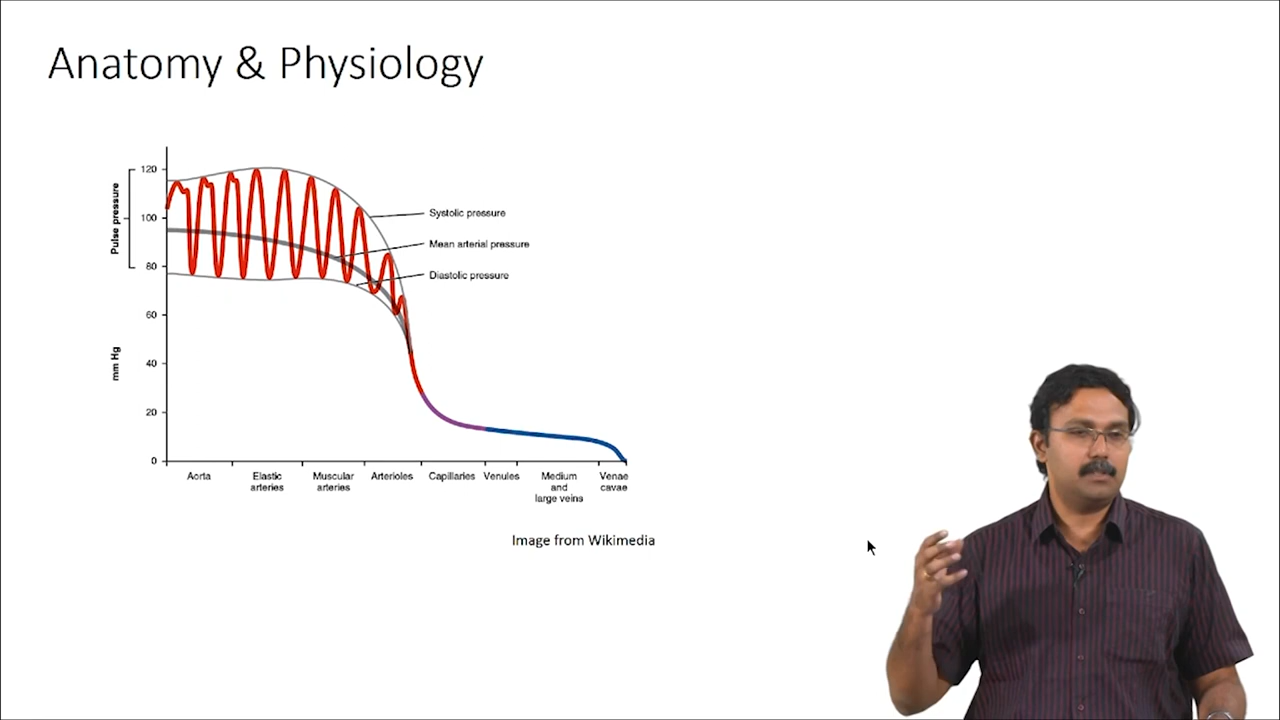 Anatomy & Physiology
Pulse pressure
mm Hg
120
100
80
60
40
20
0
Systolic pressure
Mean arterial pressure
Diastolic pressure
Aorta
Elastic
arteries
Muscular
arteries
Arterioles
Capillaries
Venules
Medium
and
large veins
Venae
cavae
Image from Wikimedia